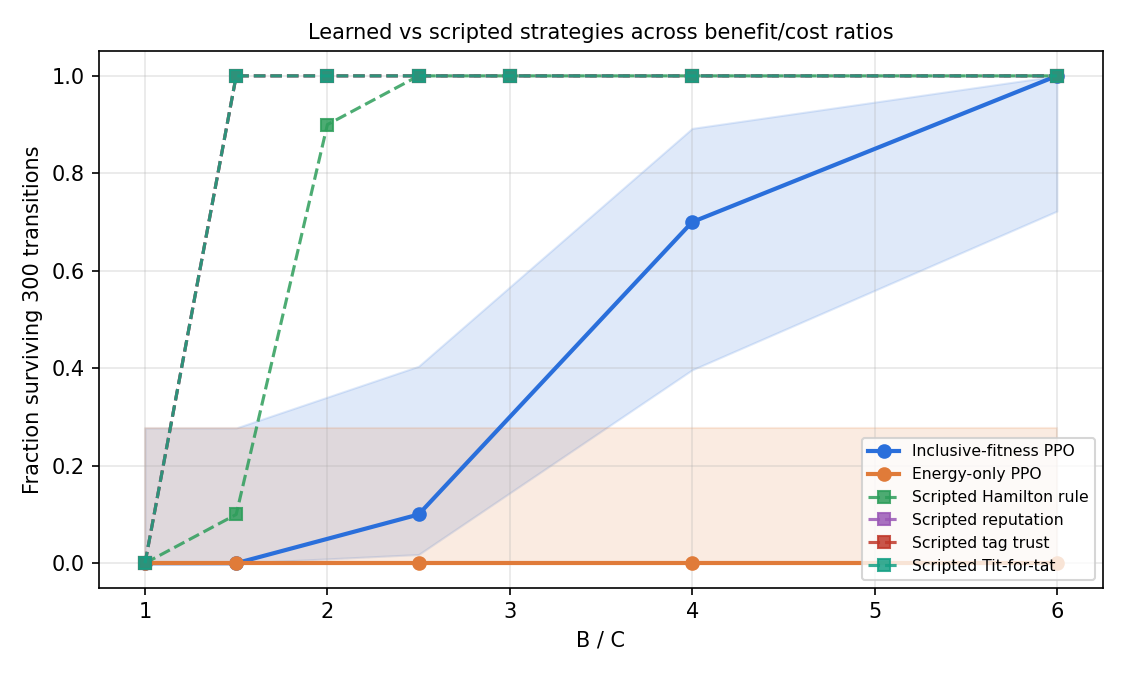 Learned vs scripted strategies across benefit/cost ratios
Fraction surviving 300 transitions
1.0
0.8
0.6
0.4
0.2
0.0
1
2
3
4
5
6
B / C
Inclusive-fitness PPO
Energy-only PPO
Scripted Hamilton rule
Scripted reputation
Scripted tag trust
Scripted Tit-for-tat